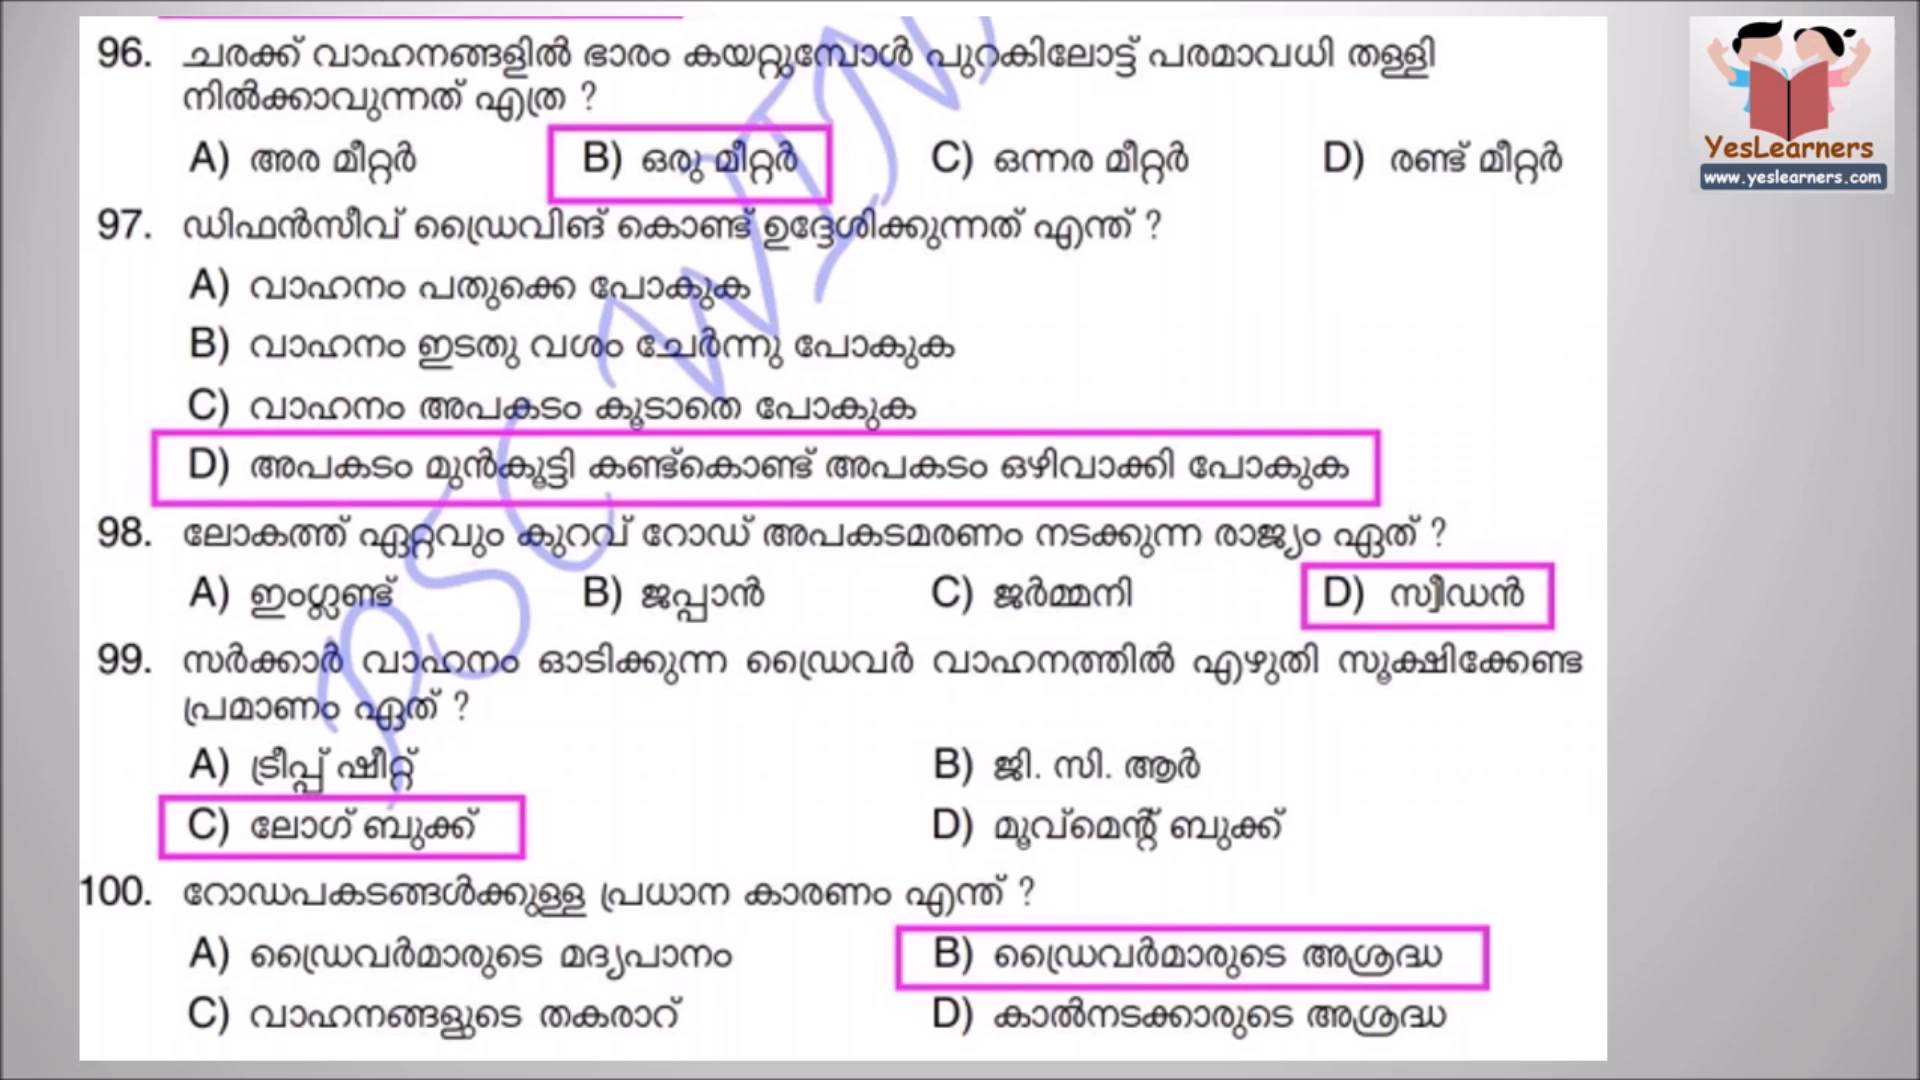 96. ചരക്ക് വാഹനങ്ങളിൽ ഭാരം കയറ്റുമ്പോൾ പുറകിലോട്ട് പരമാവധി തള്ളി
നിൽക്കാവുന്നത് എത്ര ?
A) അര മീറ്റർ B) ഒരു മീറ്റർ C) ഒന്നര മീറ്റർ D) രണ്ട് മീറ്റർ
97. ഡിഫൻസീവ് ഡ്രൈവിങ് കൊണ്ട് ഉദ്ദേശിക്കുന്നത് എന്ത് ?
A) വാഹനം പതുക്കെ പോകുക
B) വാഹനം ഇടതു വശം ചേർന്നു പോകുക
C) വാഹനം അപകടം കൂടാതെ പോകുക
D) അപകടം മുൻകൂട്ടി കണ്ട്കൊണ്ട് അപകടം ഒഴിവാക്കി പോകുക
98. ലോകത്ത് ഏറ്റവും കുറവ് റോഡ് അപകടമരണം നടക്കുന്ന രാജ്യം ഏത് ?
A) ഇംഗ്ലണ്ട് B) ജപ്പാൻ C) ജർമ്മനി D) സ്വീഡൻ
99. സർക്കാർ വാഹനം ഓടിക്കുന്ന ഡ്രൈവർ വാഹനത്തിൽ എഴുതി സൂക്ഷിക്കേണ്ട
പ്രമാണം ഏത് ?
A) ട്രീപ്പ് ഷീറ്റ് B) ജി. സി. ആർ
C) ലോഗ് ബുക്ക് D) മൂവ്മെന്റ് ബുക്ക്
100. റോഡപകടങ്ങൾക്കുള്ള പ്രധാന കാരണം എന്ത് ?
A) ഡ്രൈവർമാരുടെ മദ്യപാനം B) ഡ്രൈവർമാരുടെ അശ്രദ്ധ
C) വാഹനങ്ങളുടെ തകരാറ് D) കാൽനടക്കാരുടെ അശ്രദ്ധ
YesLearners
www.yeslearners.com
PSC WIN